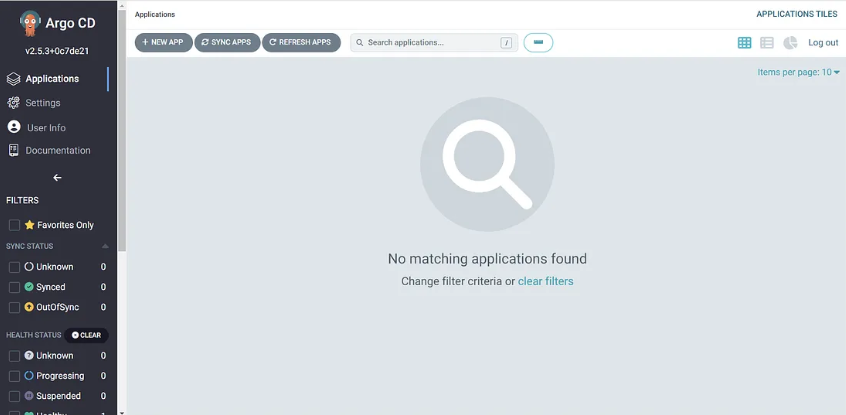 Argo CD
v2.5.3+0c7de21
Applications
Settings
User Info
Documentation
FILTERS
Favorites Only
SYNC STATUS
Unknown 0
Synced 0
OutOfSync 0
HEALTH STATUS CLEAR
Unknown 0
Progressing 0
Suspended 0
Healthy 1
Applications
APPLICATIONS TILES
+ NEW APP SYNC APPS REFRESH APPS Search applications... / Log out
Items per page: 10
No matching applications found
Change filter criteria or clear filters